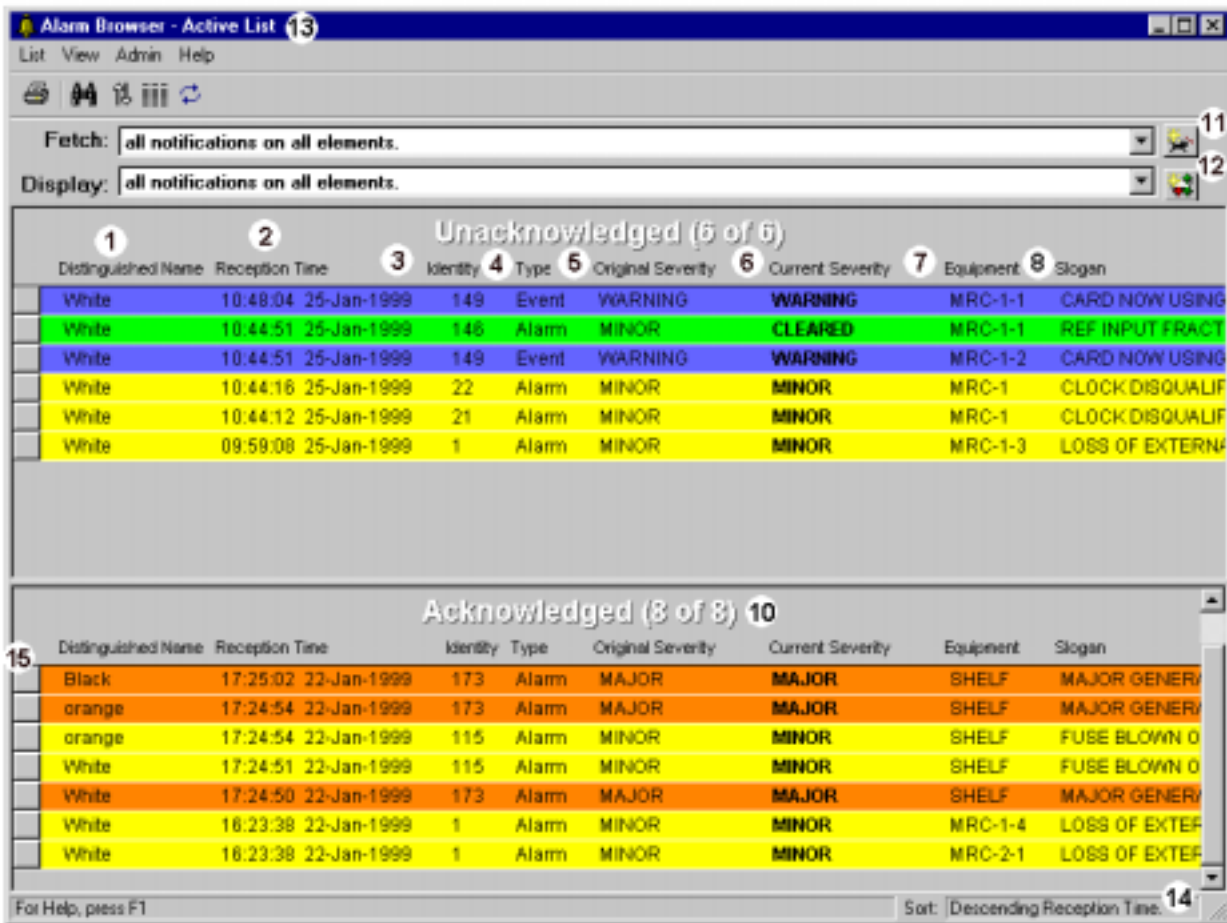 Alarm Browser - Active List 13
List View Admin Help
Fetch: all notifications on all elements. 11
Display: all notifications on all elements. 12
Unacknowledged (6 of 6)
1 2 3 4 5 6 7 8
Distinguished Name Reception Time Identity Type Original Severity Current Severity Equipment Slogan
White 10:48:04 25-Jan-1999 149 Event WARNING WARNING MRC-1-1 CARD NOW USING
White 10:44:51 25-Jan-1999 146 Alarm MINOR CLEARED MRC-1-1 REF INPUT FRACT
White 10:44:51 25-Jan-1999 149 Event WARNING WARNING MRC-1-2 CARD NOW USING
White 10:44:16 25-Jan-1999 22 Alarm MINOR MINOR MRC-1 CLOCK DISQUALIF
White 10:44:12 25-Jan-1999 21 Alarm MINOR MINOR MRC-1 CLOCK DISQUALIF
White 09:59:08 25-Jan-1999 1 Alarm MINOR MINOR MRC-1-3 LOSS OF EXTERNA
Acknowledged (8 of 8) 10
Distinguished Name Reception Time Identity Type Original Severity Current Severity Equipment Slogan
15
Black 17:25:02 22-Jan-1999 173 Alarm MAJOR MAJOR SHELF MAJOR GENERA
orange 17:24:54 22-Jan-1999 173 Alarm MAJOR MAJOR SHELF MAJOR GENERA
orange 17:24:54 22-Jan-1999 115 Alarm MINOR MINOR SHELF FUSE BLOWN O
White 17:24:51 22-Jan-1999 115 Alarm MINOR MINOR SHELF FUSE BLOWN O
White 17:24:50 22-Jan-1999 173 Alarm MAJOR MAJOR SHELF MAJOR GENERA
White 16:23:38 22-Jan-1999 1 Alarm MINOR MINOR MRC-1-4 LOSS OF EXTER
White 16:23:38 22-Jan-1999 1 Alarm MINOR MINOR MRC-2-1 LOSS OF EXTER
For Help, press F1 Sort: Descending Reception Time. 14